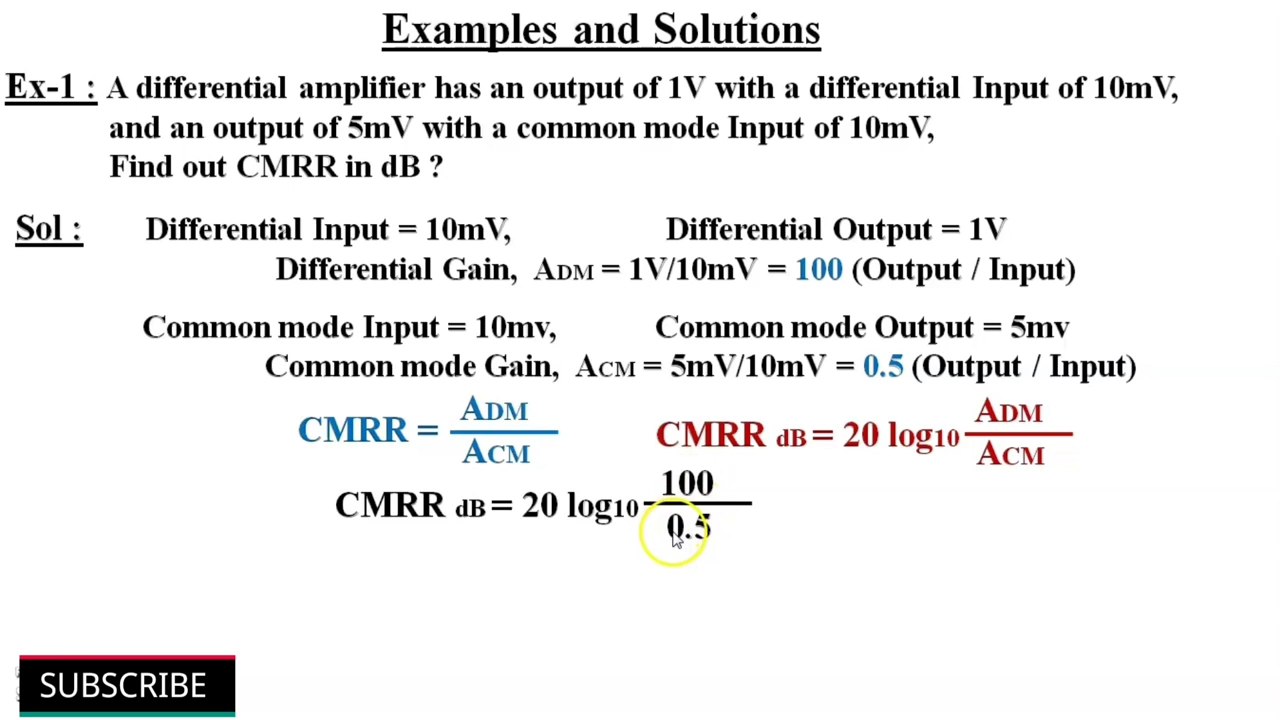 Examples and Solutions
Ex-1 : A differential amplifier has an output of 1V with a differential Input of 10mV,
and an output of 5mV with a common mode Input of 10mV,
Find out CMRR in dB ?
Sol : Differential Input = 10mV, Differential Output = 1V
Differential Gain, ADM = 1V/10mV = 100 (Output / Input)
Common mode Input = 10mv, Common mode Output = 5mv
Common mode Gain, ACM = 5mV/10mV = 0.5 (Output / Input)
CMRR = ADM / ACM CMRR dB = 20 log10 ADM / ACM
CMRR dB = 20 log10 100 / 0.5
SUBSCRIBE